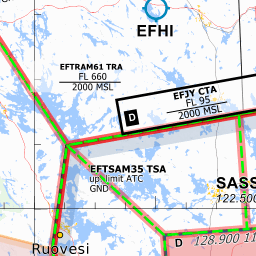 EFHI
EFTRAM61 TRA
FL 660
2000 MSL
EFJY CTA
FL 95
2000 MSL
D
EFTSAM35 TSA
up. limit ATC
GND
SASS
122.500
D 128.900 11
Ruovesi